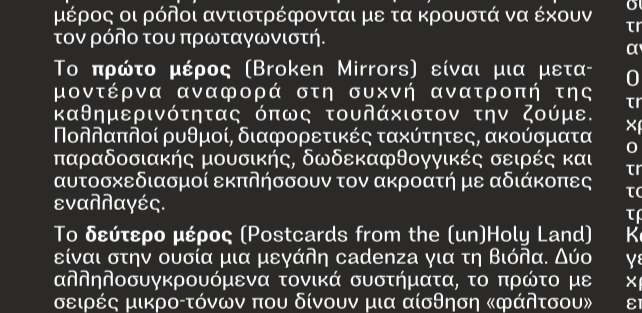 μέρος οι ρόλοι αντιστρέφονται με τα κρουστά να έχουν
τον ρόλο του πρωταγωνιστή.
Το πρώτο μέρος (Broken Mirrors) είναι μια μετα-
μοντέρνα αναφορά στη συχνή ανατροπή της
καθημερινότητας όπως τουλάχιστον την ζούμε.
Πολλαπλοί ρυθμοί, διαφορετικές ταχύτητες, ακούσματα
παραδοσιακής μουσικής, δωδεκαφθογγικές σειρές και
αυτοσχεδιασμοί εκπλήσσουν τον ακροατή με αδιάκοπες
εναλλαγές.
Το δεύτερο μέρος (Postcards from the (un)Holy Land)
είναι στην ουσία μια μεγάλη cadenza για τη βιόλα. Δύο
αλληλοσυγκρουόμενα τονικά συστήματα, το πρώτο με
σειρές μικρο-τόνων που δίνουν μια αίσθηση «φάλτσου»